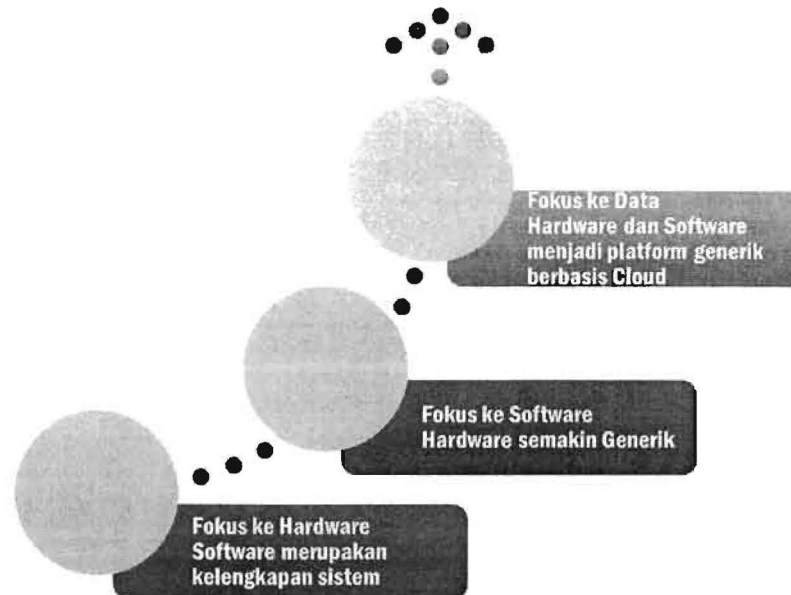 Fokus ke Data
Hardware dan Software
menjadi platform generik
berbasis Cloud
Fokus ke Software
Hardware semakin Generik
Fokus ke Hardware
Software merupakan
kelengkapan sistem